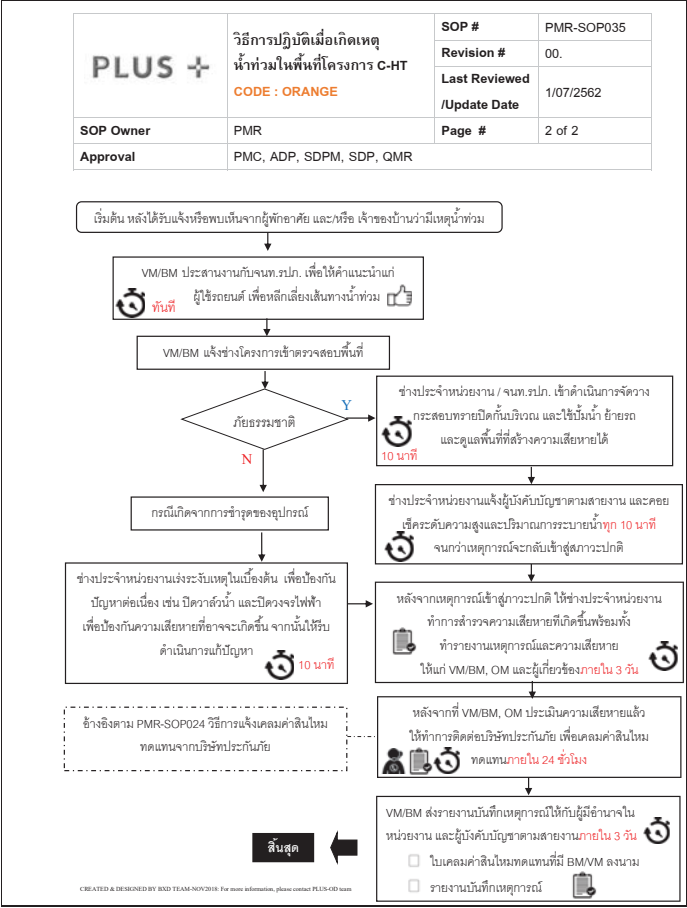 PLUS +
วิธีการปฎิบัติเมื่อเกิดเหตุ
น้ำท่วมในพื้นที่โครงการ C-HT
CODE : ORANGE
SOP #
PMR-SOP035
Revision #
00.
Last Reviewed
/Update Date
1/07/2562
SOP Owner
PMR
Page #
2 of 2
Approval
PMC, ADP, SDPM, SDP, QMR
เริ่มต้น หลังได้รับแจ้งหรือพบเห็นจากผู้พักอาศัย และ/หรือ เจ้าของบ้านว่ามีเหตุน้ำท่วม
VM/BM ประสานงานกับจนท.รปภ. เพื่อให้คำแนะนำแก่
ผู้ใช้รถยนต์ เพื่อหลีกเลี่ยงเส้นทางน้ำท่วม
ทันที
VM/BM แจ้งช่างโครงการเข้าตรวจสอบพื้นที่
ภัยธรรมชาติ
Y
N
ช่างประจำหน่วยงาน / จนท.รปภ. เข้าดำเนินการจัดวาง
กระสอบทรายปิดกั้นบริเวณ และใช้ปั๊มน้ำ ย้ายรถ
และดูแลพื้นที่ที่สร้างความเสียหายได้
10 นาที
กรณีเกิดจากการชำรุดของอุปกรณ์
ช่างประจำหน่วยงานแจ้งผู้บังคับบัญชาตามสายงาน และคอย
เช็คระดับความสูงและปริมาณการระบายน้ำทุก 10 นาที
จนกว่าเหตุการณ์จะกลับเข้าสู่สภาวะปกติ
ช่างประจำหน่วยงานเร่งระงับเหตุในเบื้องต้น เพื่อป้องกัน
ปัญหาต่อเนื่อง เช่น ปิดวาล์วน้ำ และปิดวงจรไฟฟ้า
เพื่อป้องกันความเสียหายที่อาจจะเกิดขึ้น จากนั้นให้รีบ
ดำเนินการแก้ปัญหา
10 นาที
หลังจากเหตุการณ์เข้าสู่ภาวะปกติ ให้ช่างประจำหน่วยงาน
ทำการสำรวจความเสียหายที่เกิดขึ้นพร้อมทั้ง
ทำรายงานเหตุการณ์และความเสียหาย
ให้แก่ VM/BM, OM และผู้เกี่ยวข้องภายใน 3 วัน
อ้างอิงตาม PMR-SOP024 วิธีการแจ้งเคลมค่าสินไหม
ทดแทนจากบริษัทประกันภัย
หลังจากที่ VM/BM, OM ประเมินความเสียหายแล้ว
ให้ทำการติดต่อบริษัทประกันภัย เพื่อเคลมค่าสินไหม
ทดแทนภายใน 24 ชั่วโมง
VM/BM ส่งรายงานบันทึกเหตุการณ์ให้กับผู้มีอำนาจใน
หน่วยงาน และผู้บังคับบัญชาตามสายงานภายใน 3 วัน
ใบเคลมค่าสินไหมทดแทนที่มี BM/VM ลงนาม
รายงานบันทึกเหตุการณ์
สิ้นสุด
CREATED & DESIGNED BY BXD TEAM-NOV2018: For more information, please contact PLUS-OD team